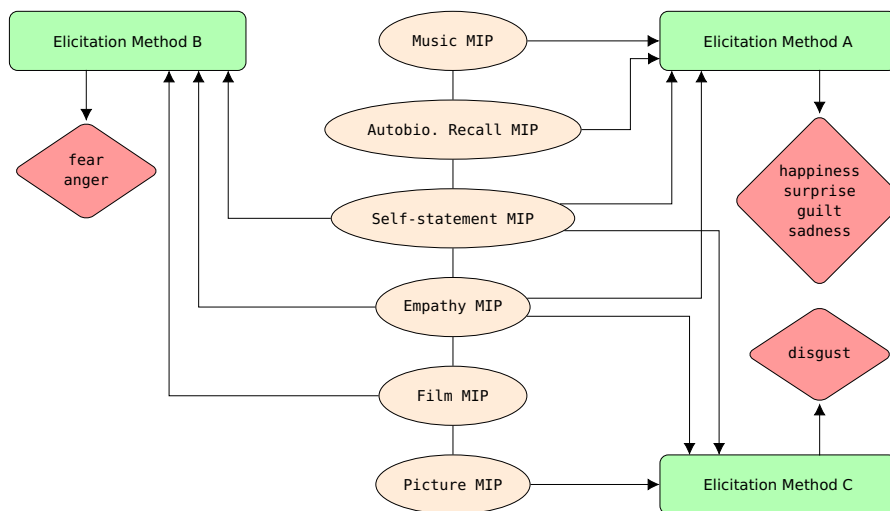 Elicitation Method B
Music MIP
Elicitation Method A
Autobio. Recall MIP
fear
anger
happiness
surprise
guilt
sadness
Self-statement MIP
Empathy MIP
disgust
Film MIP
Picture MIP
Elicitation Method C